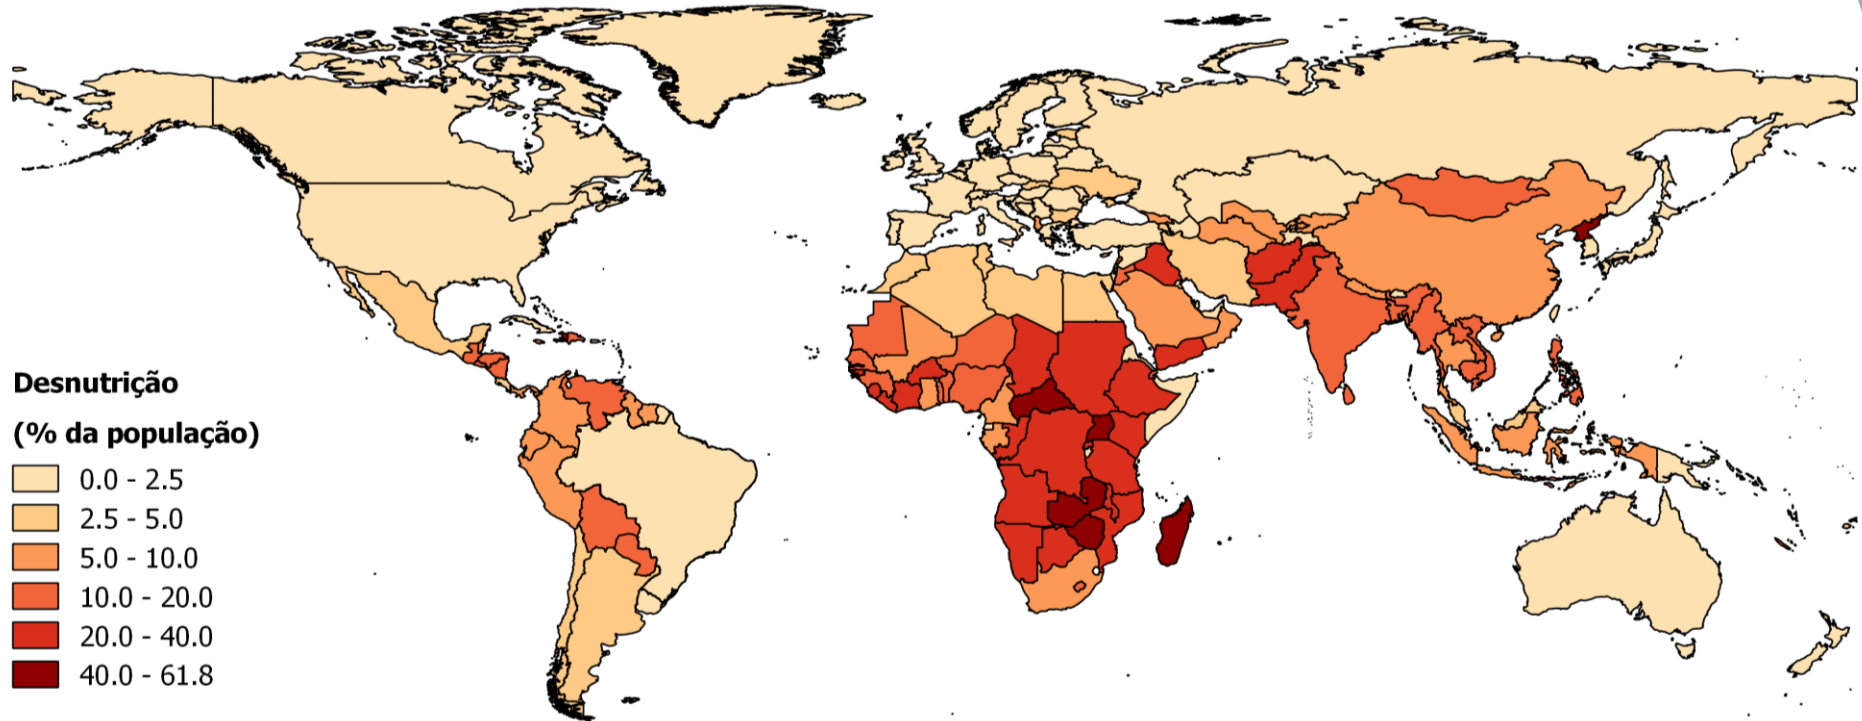 Desnutrição
(% da população)
0.0 - 2.5
2.5 - 5.0
5.0 - 10.0
10.0 - 20.0
20.0 - 40.0
40.0 - 61.8